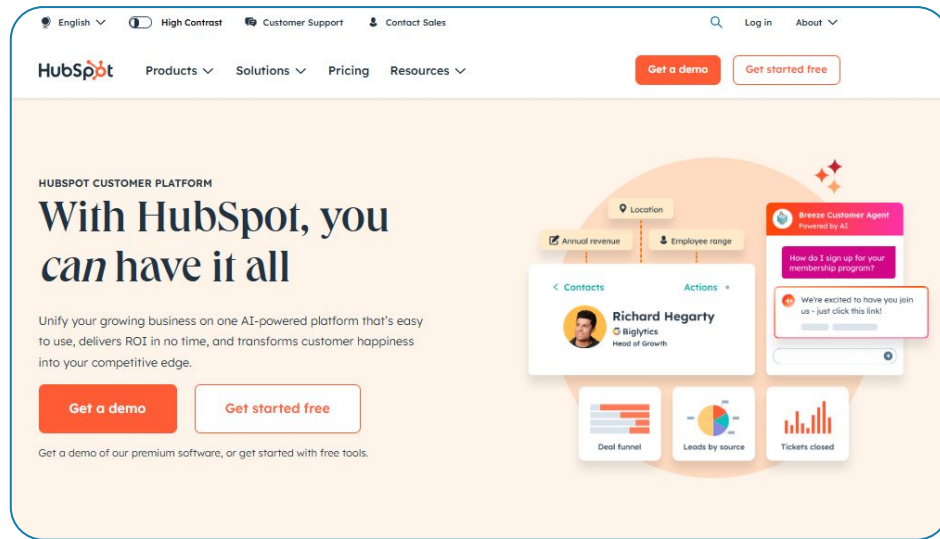 English
High Contrast
Customer Support
Contact Sales
Log in
About
HubSpot
Products
Solutions
Pricing
Resources
Get a demo
Get started free
HUBSPOT CUSTOMER PLATFORM
With HubSpot, you
can have it all
Unify your growing business on one AI-powered platform that's easy
to use, delivers ROI in no time, and transforms customer happiness
into your competitive edge.
Get a demo
Get started free
Get a demo of our premium software, or get started with free tools.
Location
Annual revenue
Employee range
Contacts
Actions
Richard Hegarty
Biglytics
Head of Growth
Breeze Customer Agent
Powered by AI
How do I sign up for your
membership program?
We're excited to have you join
us - just click this link!
Deal funnel
Leads by source
Tickets closed